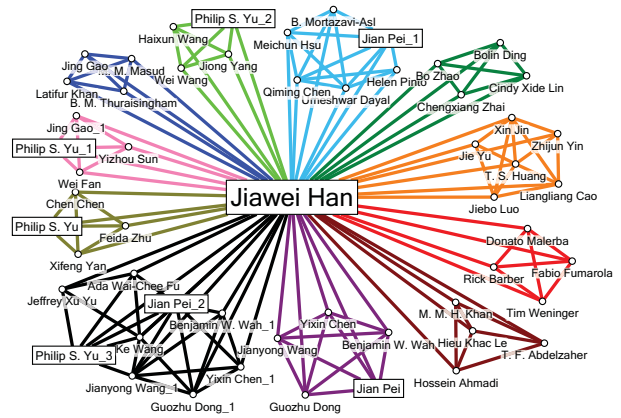 Philip S. Yu_2
B. Mortazavi-Asl
Haixun Wang
Meichun Hsu
Jian Pei_1
Bolin Ding
Jing Gao
M. M. Masud
Wei Wang
Jiong Yang
Bo Zhao
Latifur Khan
Qiming Chen
Helen Pinto
Cindy Xide Lin
B. M. Thuraisingham
Umeshwar Dayal
Chengxiang Zhai
Jing Gao_1
Xin Jin
Philip S. Yu_1
Yizhou Sun
Jie Yu
Zhijun Yin
Wei Fan
T. S. Huang
Chen Chen
Jiawei Han
Jiebo Luo
Liangliang Cao
Philip S. Yu
Feida Zhu
Donato Malerba
Xifeng Yan
Rick Barber
Fabio Fumarola
Ada Wai-Chee Fu
Jeffrey Xu Yu
Jian Pei_2
Tim Weninger
Benjamin W. Wah_1
Yixin Chen
M. M. H. Khan
Philip S. Yu_3
Ke Wang
Jianyong Wang
Benjamin W. Wah
Hieu Khac Le
T. F. Abdelzaher
Jianyong Wang_1
Yixin Chen_1
Jian Pei
Hossein Ahmadi
Guozhu Dong_1
Guozhu Dong